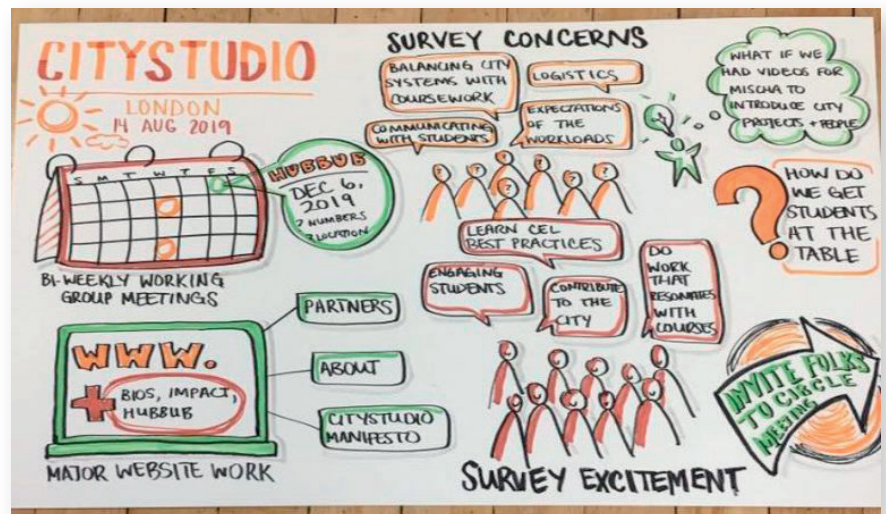 CITYSTUDIO
LONDON
14 AUG 2019
S M T W T F S
HUBBUB
DEC 6,
2019
? NUMBERS
? LOCATION
BI-WEEKLY WORKING
GROUP MEETINGS
WWW.
BIOS, IMPACT,
HUBBUB
MAJOR WEBSITE WORK
PARTNERS
ABOUT
CITYSTUDIO
MANIFESTO
SURVEY CONCERNS
BALANCING CITY
SYSTEMS WITH
COURSEWORK
LOGISTICS
COMMUNICATING
WITH STUDENTS
EXPECTATIONS
OF THE
WORKLOADS
? ? ? ? ? ?
LEARN CEL
BEST PRACTICES
ENGAGING
STUDENTS
CONTRIBUTE
TO THE
CITY
DO
WORK
THAT
RESONATES
WITH
COURSES
SURVEY EXCITEMENT
WHAT IF WE
HAD VIDEOS FOR
MISCHA TO
INTRODUCE CITY
PROJECTS + PEOPLE
?
HOW DO
WE GET
STUDENTS
AT THE
TABLE
INVITE FOLKS
TO CIRCLE
MEETING